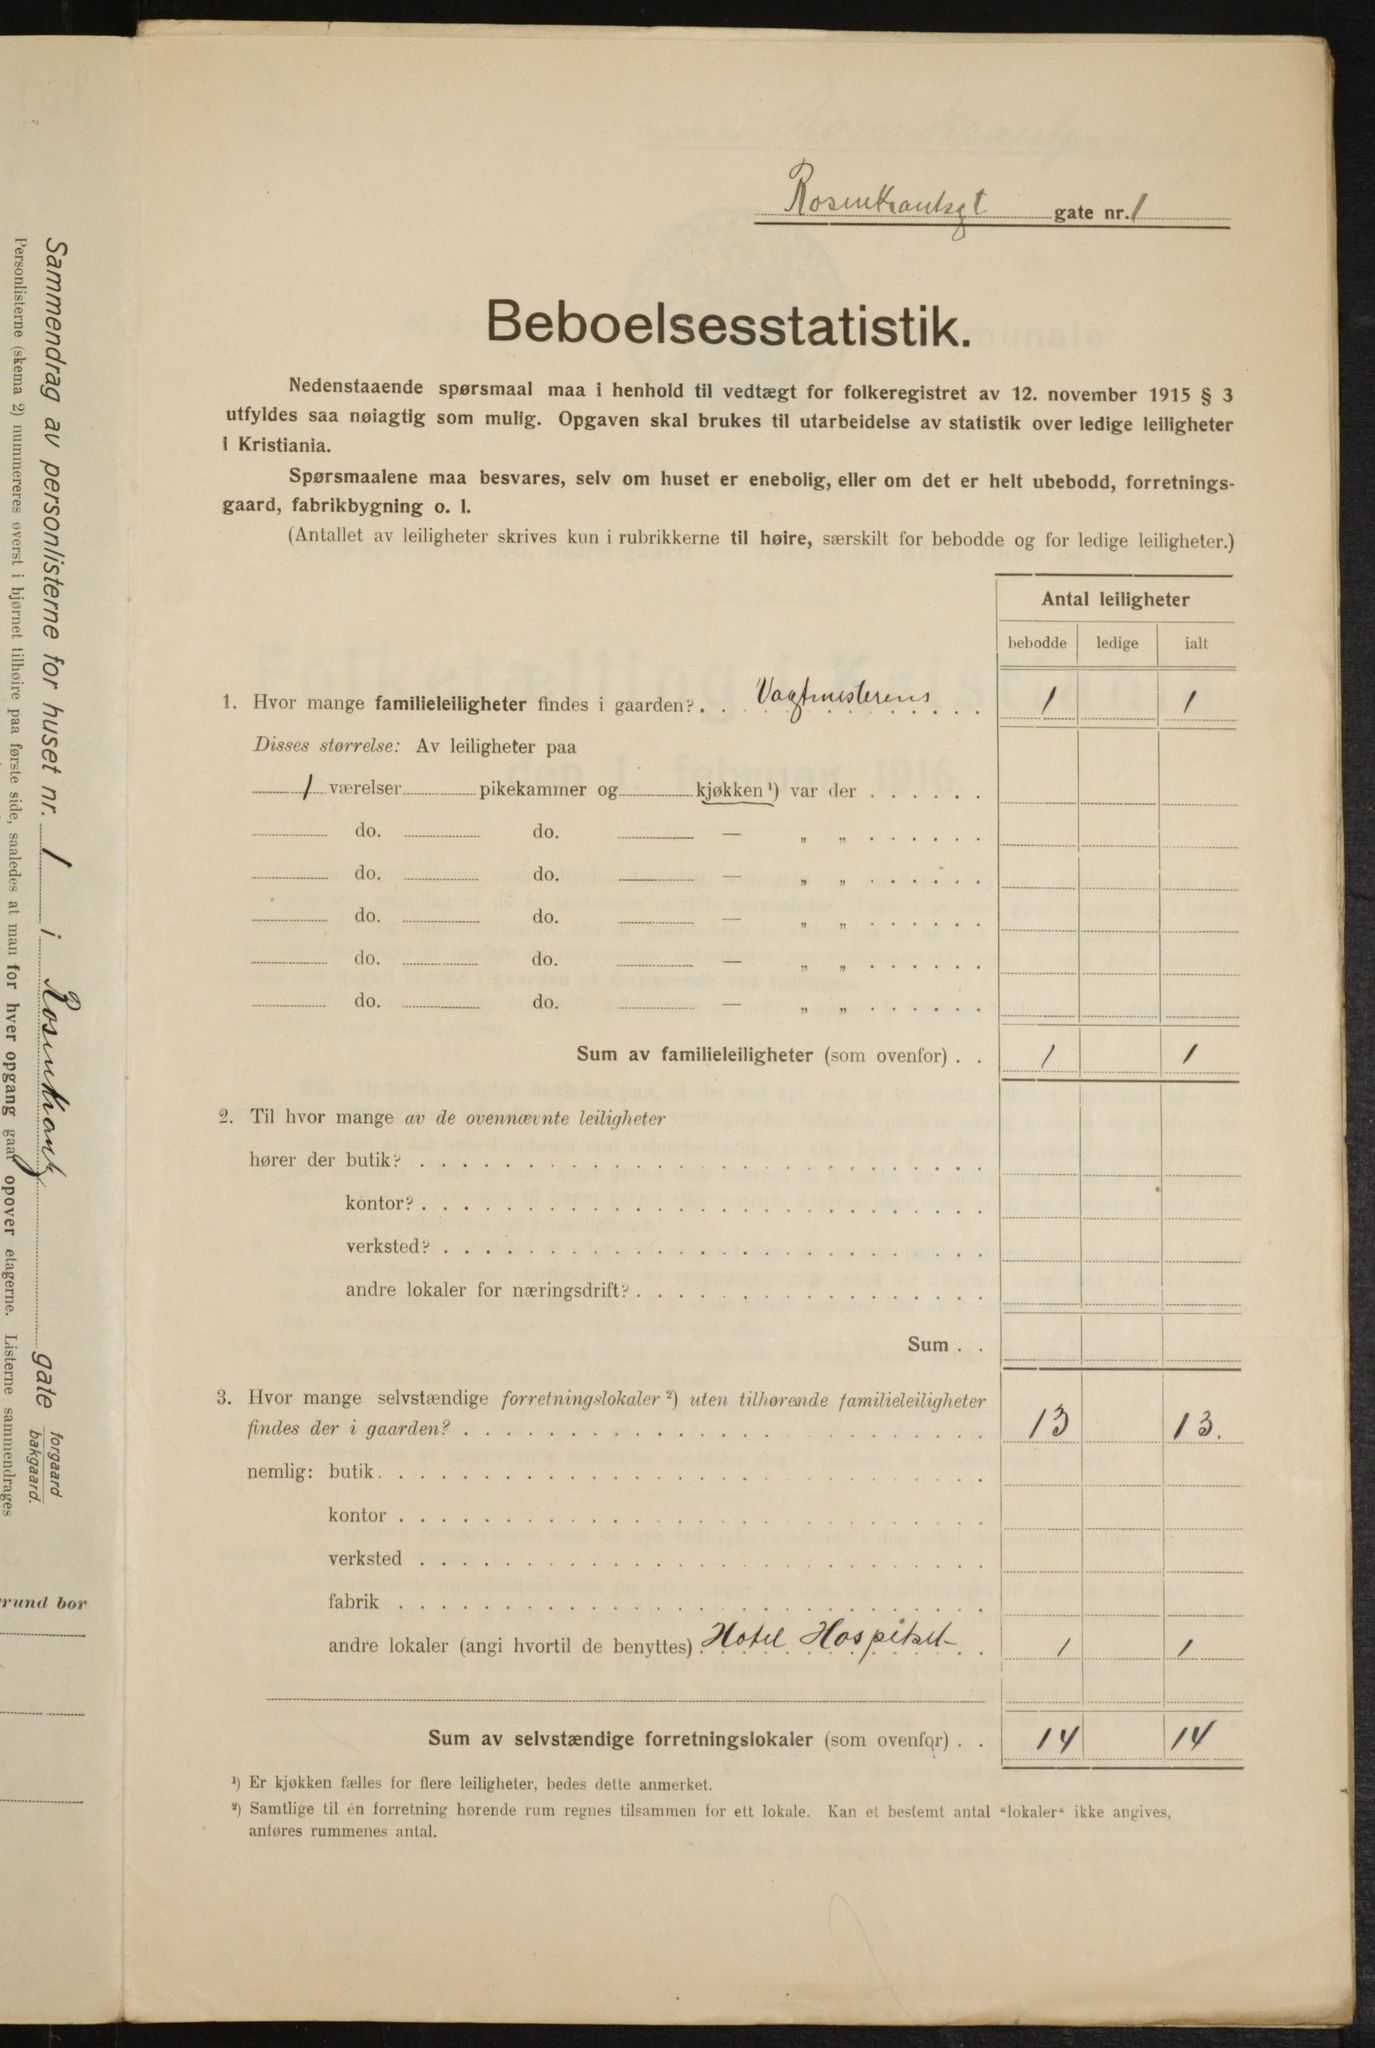 Rosenkrantsgt gate nr. 1
Beboelsesstatistik.
Nedenstaaende spørsmaal maa i henhold til vedtægt for folkeregistret av 12. november 1915 § 3
utfyldes saa nøiagtig som mulig. Opgaven skal brukes til utarbeidelse av statistik over ledige leiligheter
i Kristiania.
Spørsmaalene maa besvares, selv om huset er enebolig, eller om det er helt ubebodd, forretnings-
gaard, fabrikbygning o. l.
(Antallet av leiligheter skrives kun i rubrikkerne til høire, særskilt for bebodde og for ledige leiligheter.)
Antal leiligheter
bebodde ledige ialt
1. Hvor mange familieleiligheter findes i gaarden? . . Vagtmesterens 1 1
Disses størrelse: Av leiligheter paa
1 værelser pikekammer og kjøkken ¹) var der . . . . . .
do. do. — „ „ . . . . . .
do. do. — „ „ . . . . . .
do. do. — „ „ . . . . . .
do. do. — „ „ . . . . . .
do. do. — „ „ . . . . . .
Sum av familieleiligheter (som ovenfor) . . 1 1
2. Til hvor mange av de ovennævnte leiligheter
hører der butik? . . . . . . . . . . . . . . . . . . . . . .
kontor? . . . . . . . . . . . . . . . . . . . . . .
verksted? . . . . . . . . . . . . . . . . . . . . .
andre lokaler for næringsdrift? . . . . . . . . . . . . . .
Sum . .
3. Hvor mange selvstændige forretningslokaler ²) uten tilhørende familieleiligheter
findes der i gaarden? . . . . . . . . . . . . . . . . . . . . 13 13.
nemlig: butik . . . . . . . . . . . . . . . . . . . . . . .
kontor . . . . . . . . . . . . . . . . . . . . . .
verksted . . . . . . . . . . . . . . . . . . . . .
fabrik . . . . . . . . . . . . . . . . . . . . . .
andre lokaler (angi hvortil de benyttes) Hotel Hospitset 1 1
Sum av selvstændige forretningslokaler (som ovenfor) . . 14 14
¹) Er kjøkken fælles for flere leiligheter, bedes dette anmerket.
²) Samtlige til én forretning hørende rum regnes tilsammen for ett lokale. Kan et bestemt antal “lokaler“ ikke angives,
anføres rummenes antal.
Sammendrag av personlisterne for huset nr. 1 i Rosenkrantz gate forgaard bakgaard.
Personlisterne (skema 2) nummereres øverst i hjørnet tilhøire paa første side, saaledes at man for hver opgang gaar opover etagerne. Listerne sammendrages
rund bor